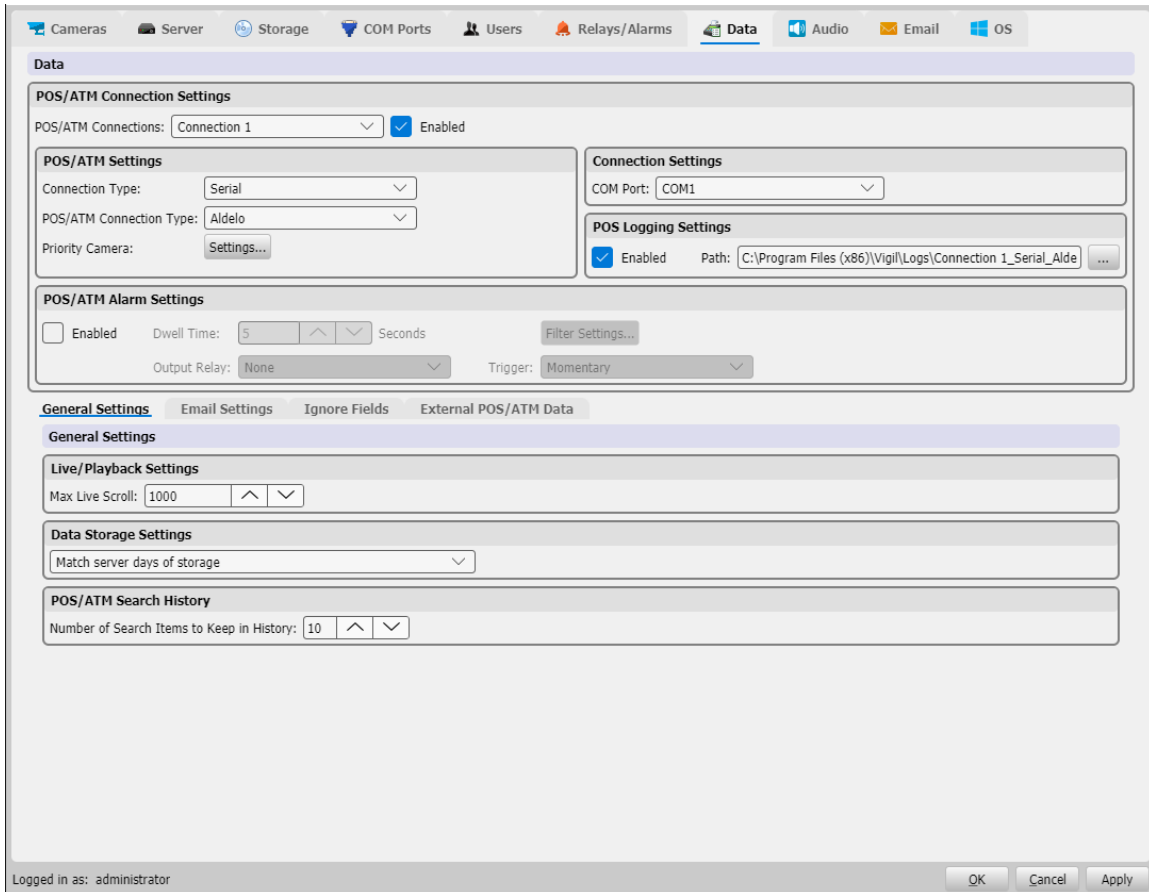 Cameras Server Storage COM Ports Users Relays/Alarms Data Audio Email OS
Data
POS/ATM Connection Settings
POS/ATM Connections: Connection 1 Enabled
POS/ATM Settings
Connection Type: Serial
POS/ATM Connection Type: Aldelo
Priority Camera: Settings...
Connection Settings
COM Port: COM1
POS Logging Settings
Enabled Path: C:\Program Files (x86)\Vigil\Logs\Connection 1_Serial_Alde ...
POS/ATM Alarm Settings
Enabled Dwell Time: 5 Seconds Filter Settings...
Output Relay: None Trigger: Momentary
General Settings Email Settings Ignore Fields External POS/ATM Data
General Settings
Live/Playback Settings
Max Live Scroll: 1000
Data Storage Settings
Match server days of storage
POS/ATM Search History
Number of Search Items to Keep in History: 10
Logged in as: administrator OK Cancel Apply